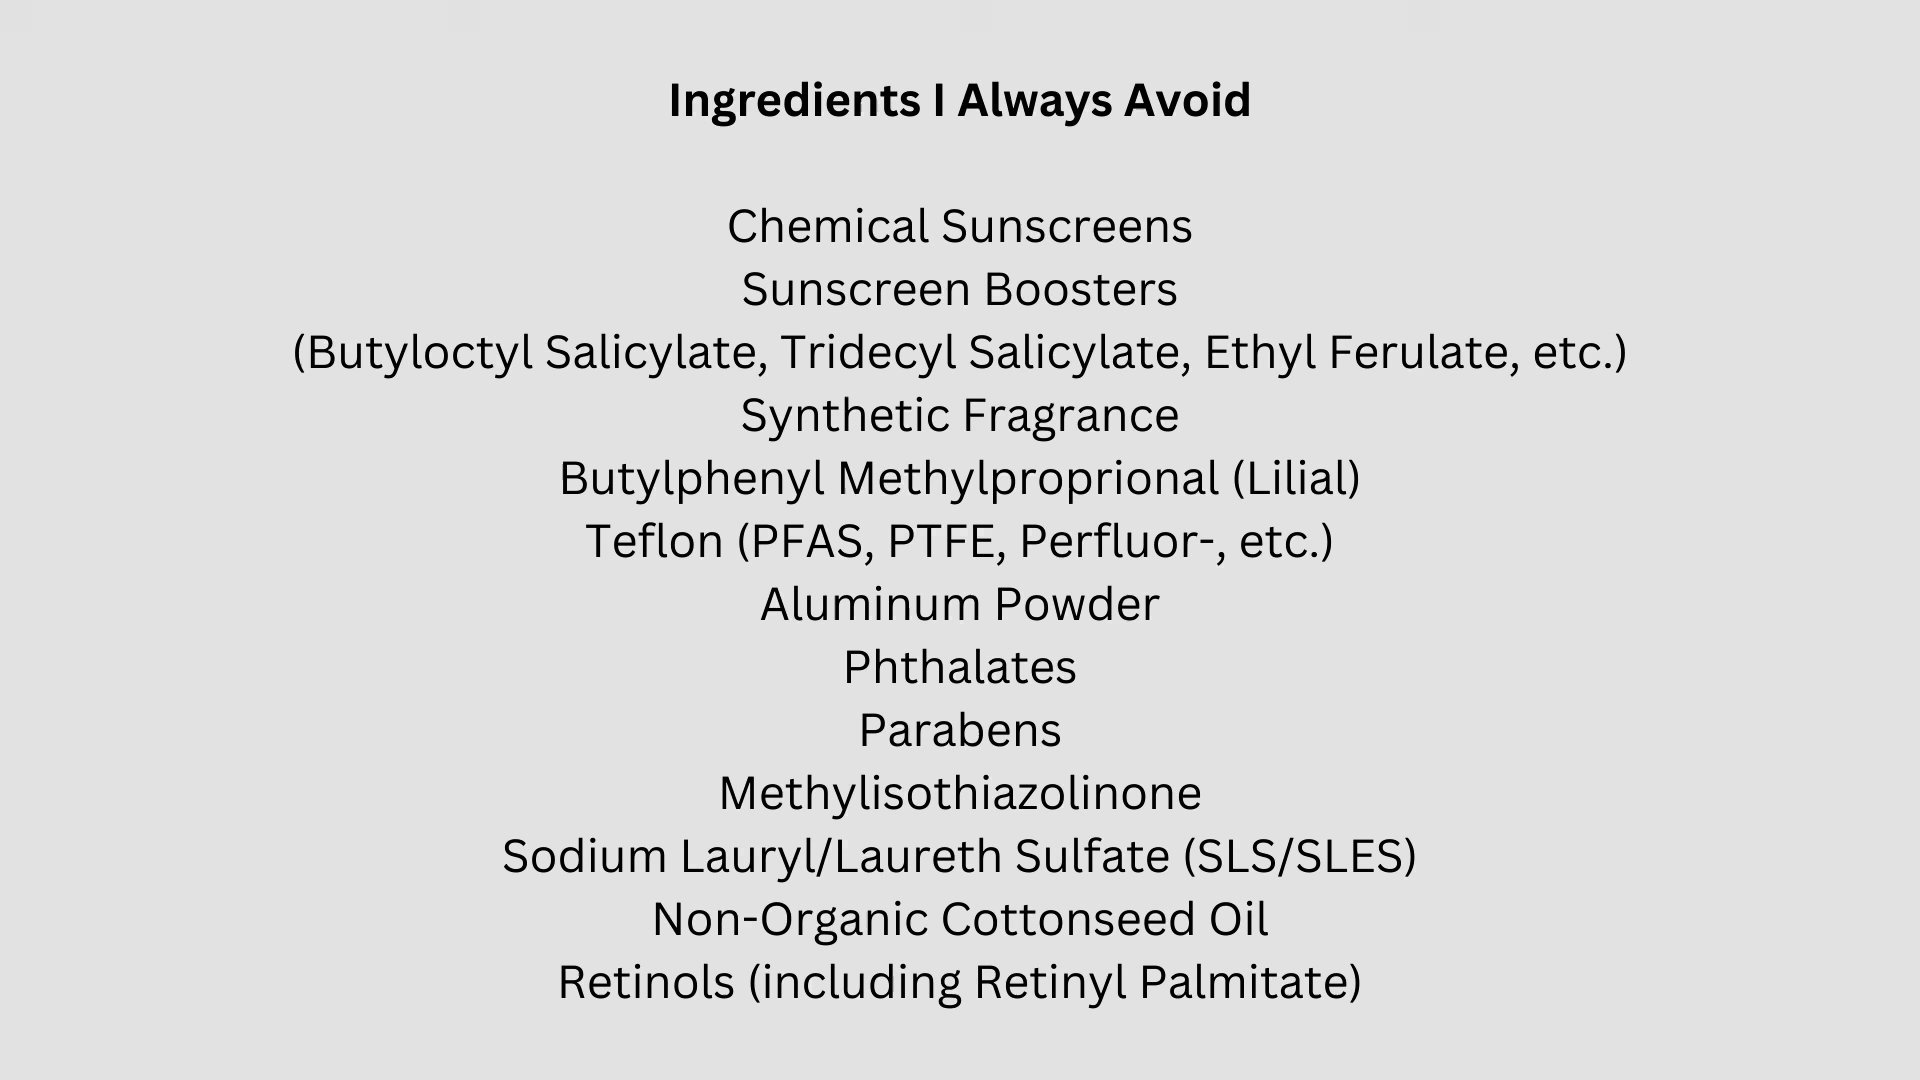 Ingredients I Always Avoid
Chemical Sunscreens
Sunscreen Boosters
(Butyloctyl Salicylate, Tridecyl Salicylate, Ethyl Ferulate, etc.)
Synthetic Fragrance
Butylphenyl Methylproprional (Lilial)
Teflon (PFAS, PTFE, Perfluor-, etc.)
Aluminum Powder
Phthalates
Parabens
Methylisothiazolinone
Sodium Lauryl/Laureth Sulfate (SLS/SLES)
Non-Organic Cottonseed Oil
Retinols (including Retinyl Palmitate)